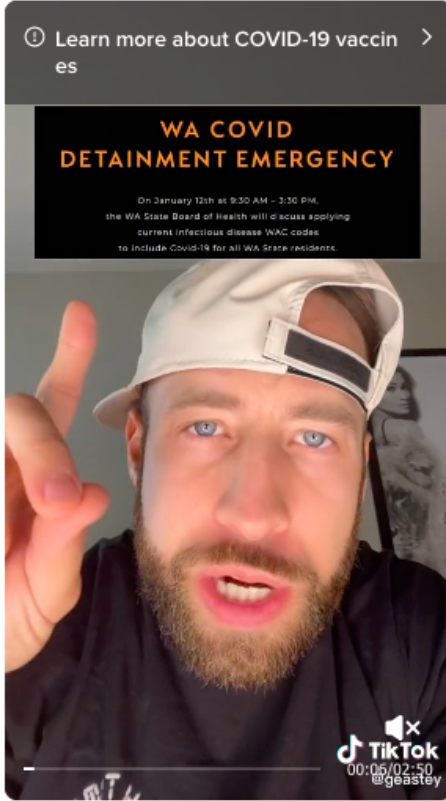 Learn more about COVID-19 vaccin
es
WA COVID
DETAINMENT EMERGENCY
On January 12th at 9:30 AM – 3:30 PM,
the WA State Board of Health will discuss applying
current infectious disease WAC codes
to include Covid-19 for all WA State residents.
TikTok
00:06/02:50
@geastey